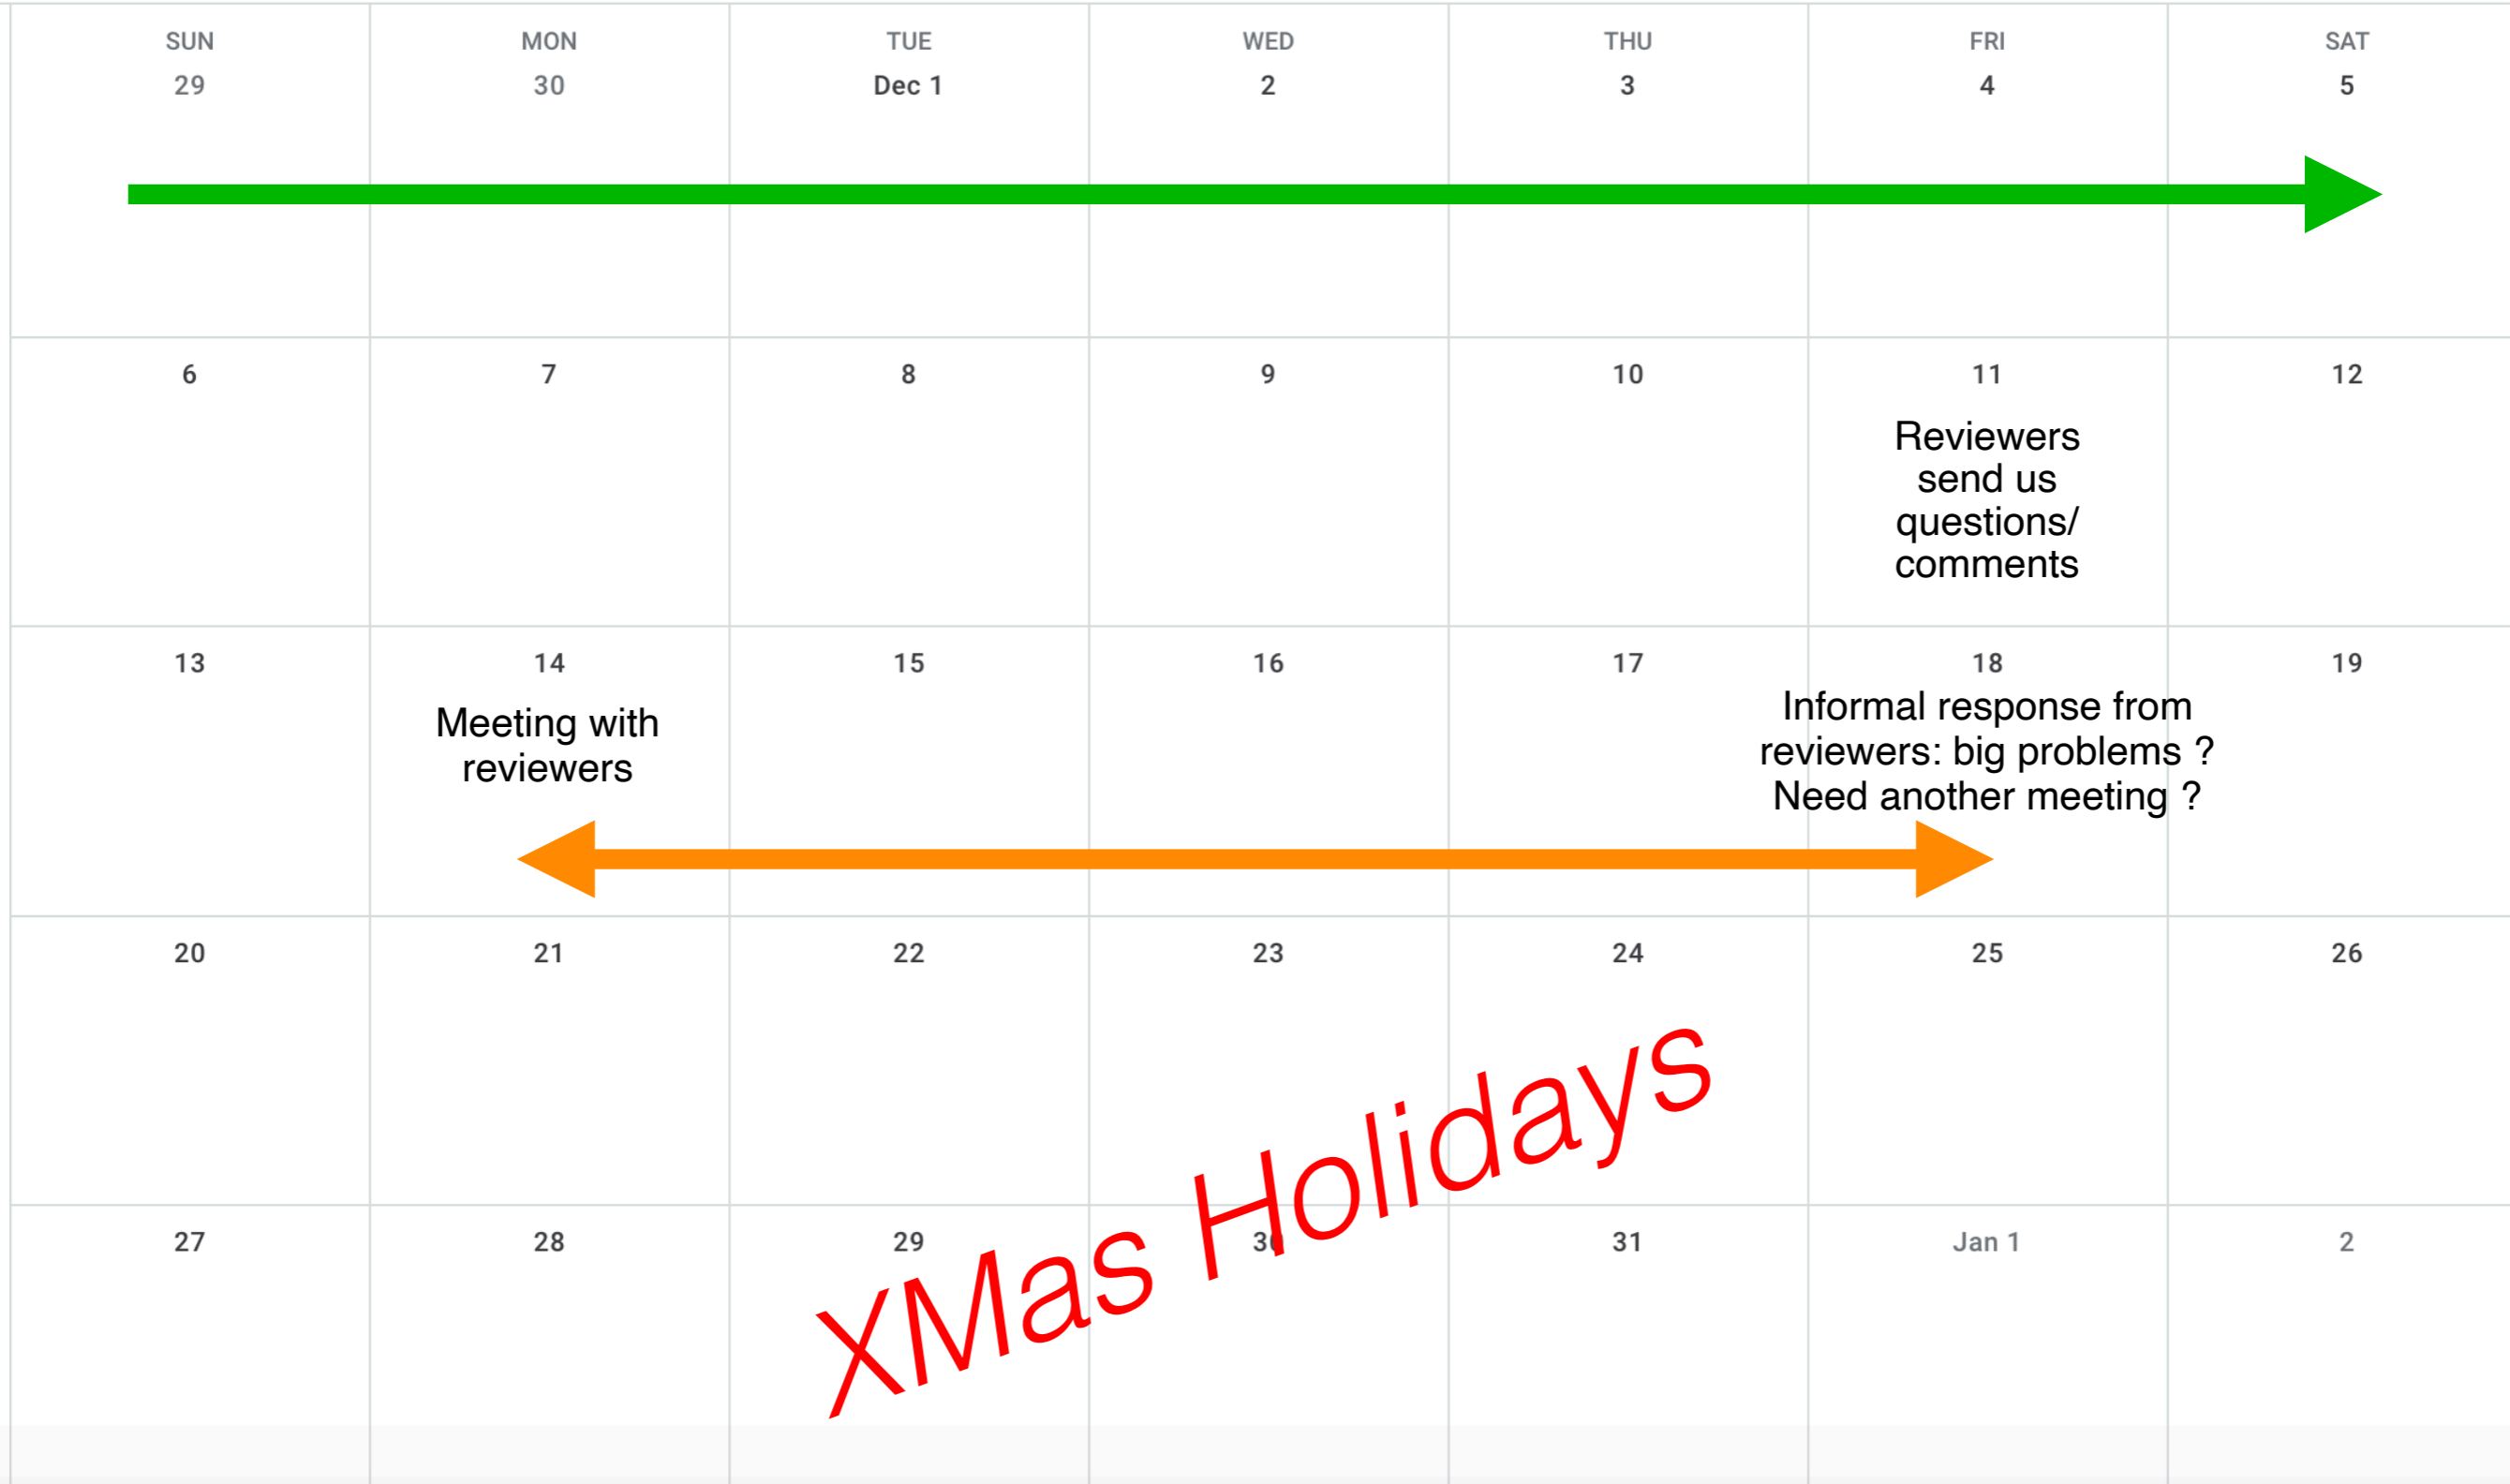 SUN MON TUE WED THU FRI SAT
29 30 Dec 1 2 3 4 5
6 7 8 9 10 11 12
Reviewers
send us
questions/
comments
13 14 15 16 17 18 19
Meeting with
reviewers
Informal response from
reviewers: big problems ?
Need another meeting ?
20 21 22 23 24 25 26
XMas Holidays
27 28 29 30 31 Jan 1 2